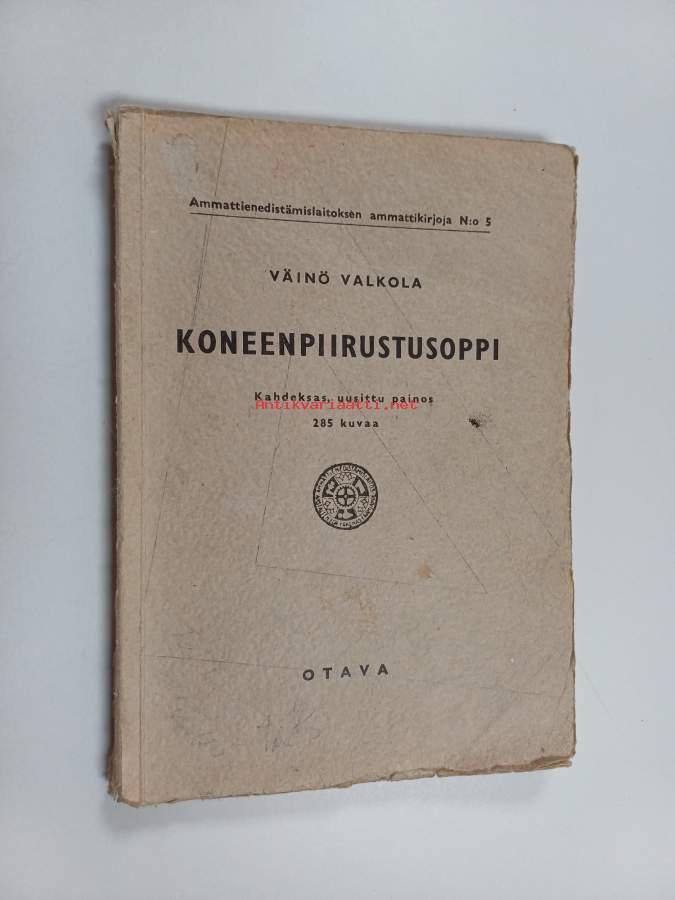 Ammattienedistämislaitoksen ammattikirjoja N:o 5
VÄINÖ VALKOLA
KONEENPIIRUSTUSOPPI
Kahdeksas, uusittu painos
Antikvariaatti.net
285 kuvaa
OTAVA